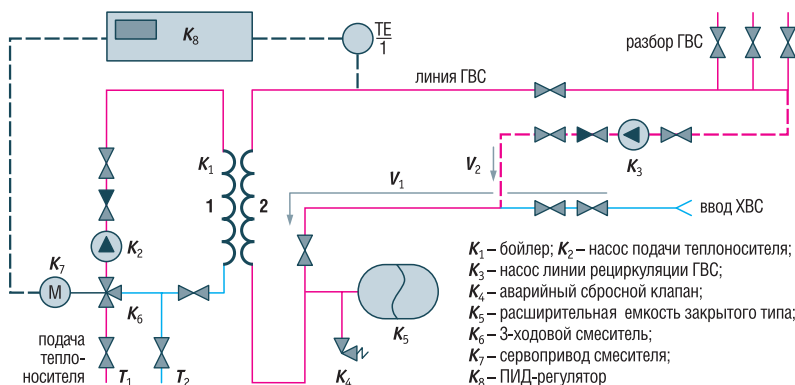 K8
TE
1
разбор ГВС
линия ГВС
K1
V2
K3
V1
1
2
ввод ХВС
K2
K7
M
K6
K5
подача
тепло-
носителя
T1
T2
K4
K1 – бойлер; K2 – насос подачи теплоносителя;
K3 – насос линии рециркуляции ГВС;
K4 – аварийный сбросной клапан;
K5 – расширительная емкость закрытого типа;
K6 – 3-ходовой смеситель;
K7 – сервопривод смесителя;
K8 – ПИД-регулятор